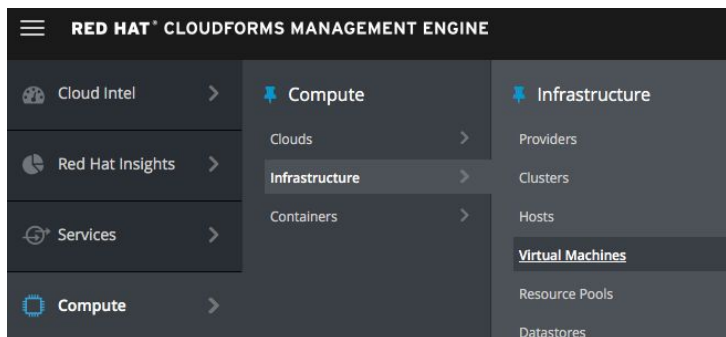 RED HAT® CLOUDFORMS MANAGEMENT ENGINE
Cloud Intel
Red Hat Insights
Services
Compute
Compute
Clouds
Infrastructure
Containers
Infrastructure
Providers
Clusters
Hosts
Virtual Machines
Resource Pools
Datastores